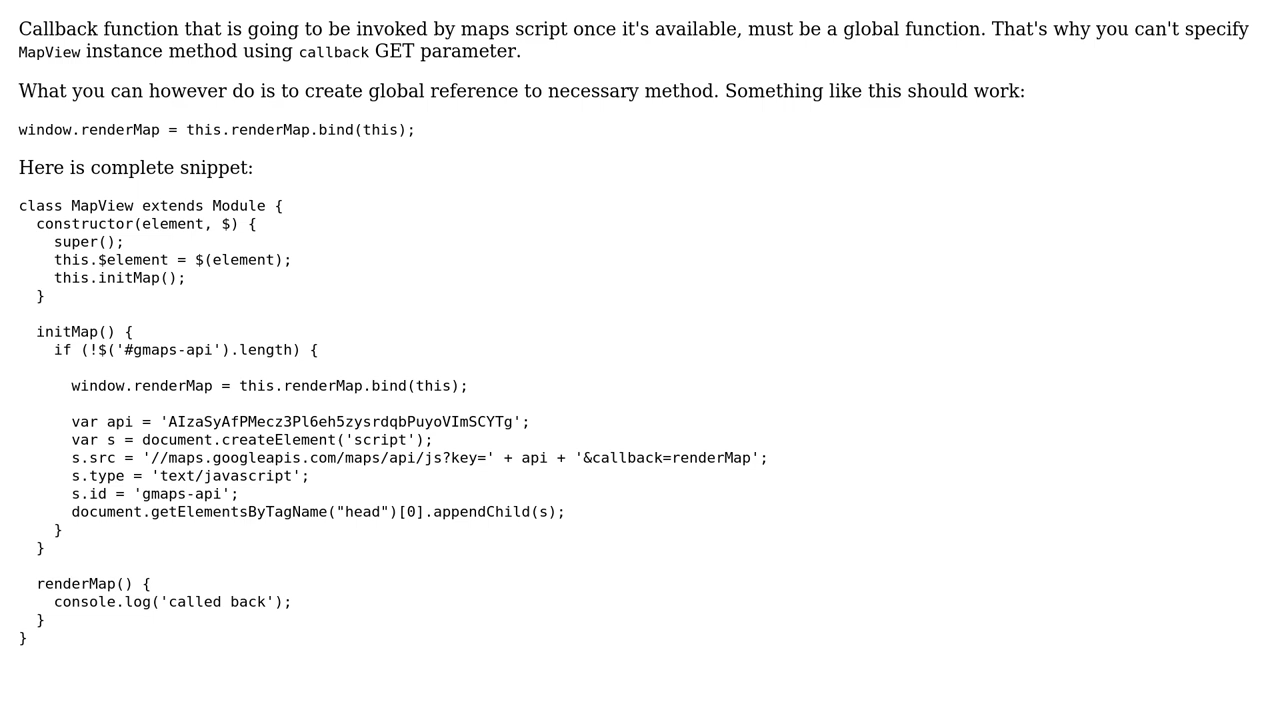 Callback function that is going to be invoked by maps script once it's available, must be a global function. That's why you can't specify
MapView instance method using callback GET parameter.
What you can however do is to create global reference to necessary method. Something like this should work:
window.renderMap = this.renderMap.bind(this);
Here is complete snippet:
class MapView extends Module {
  constructor(element, $) {
    super();
    this.$element = $(element);
    this.initMap();
  }

  initMap() {
    if (!$('#gmaps-api').length) {

      window.renderMap = this.renderMap.bind(this);

      var api = 'AIzaSyAfPMecz3Pl6eh5zysrdqbPuyoVImSCYTg';
      var s = document.createElement('script');
      s.src = '//maps.googleapis.com/maps/api/js?key=' + api + '&callback=renderMap';
      s.type = 'text/javascript';
      s.id = 'gmaps-api';
      document.getElementsByTagName("head")[0].appendChild(s);
    }
  }

  renderMap() {
    console.log('called back');
  }
}